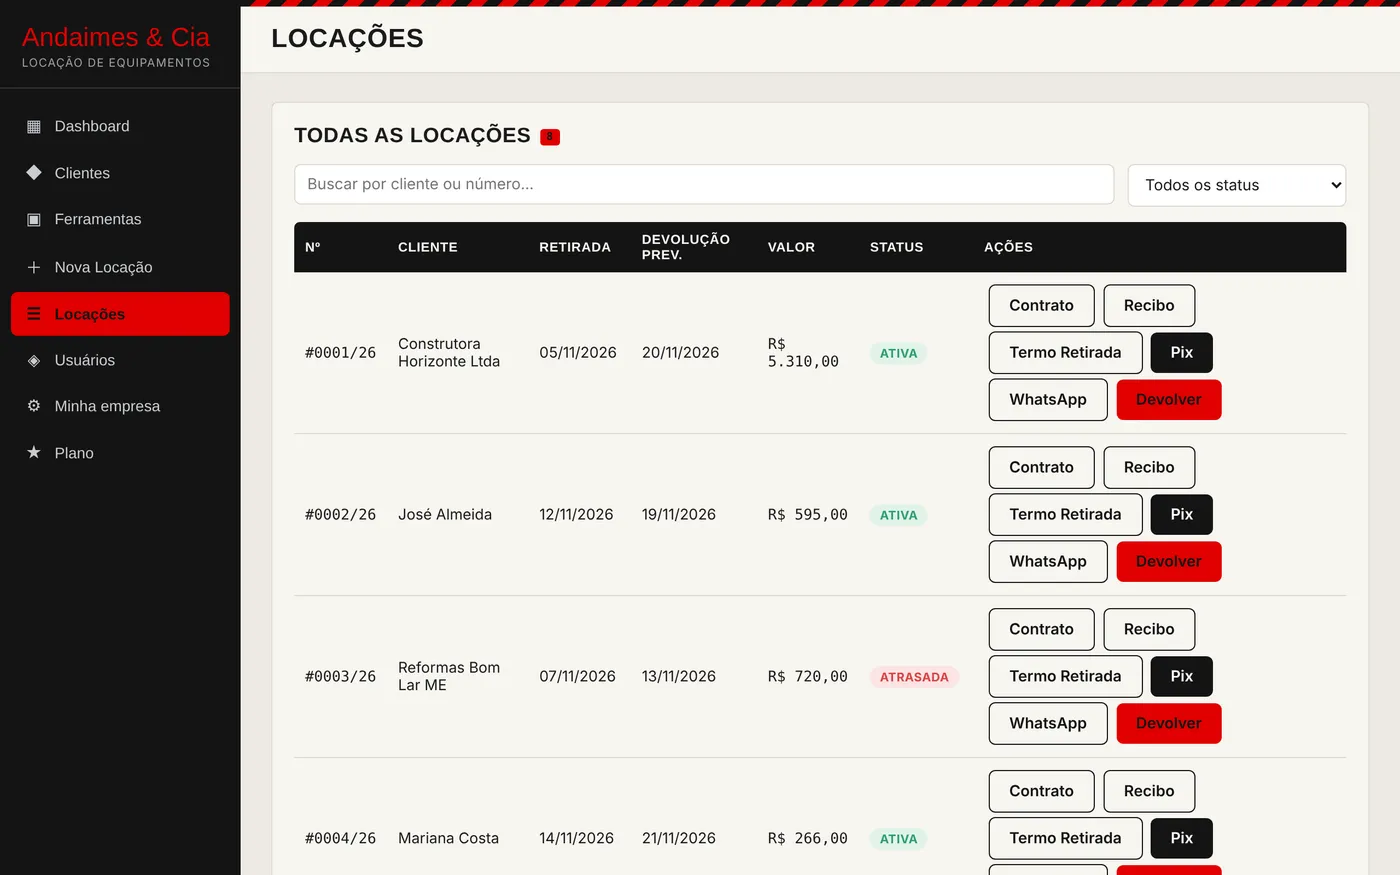 Andaimes & Cia
LOCAÇÃO DE EQUIPAMENTOS
Dashboard
Clientes
Ferramentas
Nova Locação
Locações
Usuários
Minha empresa
Plano
LOCAÇÕES
TODAS AS LOCAÇÕES 8
Buscar por cliente ou número...
Todos os status
Nº CLIENTE RETIRADA DEVOLUÇÃO PREV. VALOR STATUS AÇÕES
#0001/26 Construtora Horizonte Ltda 05/11/2026 20/11/2026 R$ 5.310,00 ATIVA
Contrato Recibo
Termo Retirada Pix
WhatsApp Devolver
#0002/26 José Almeida 12/11/2026 19/11/2026 R$ 595,00 ATIVA
Contrato Recibo
Termo Retirada Pix
WhatsApp Devolver
#0003/26 Reformas Bom Lar ME 07/11/2026 13/11/2026 R$ 720,00 ATRASADA
Contrato Recibo
Termo Retirada Pix
WhatsApp Devolver
#0004/26 Mariana Costa 14/11/2026 21/11/2026 R$ 266,00 ATIVA
Contrato Recibo
Termo Retirada Pix